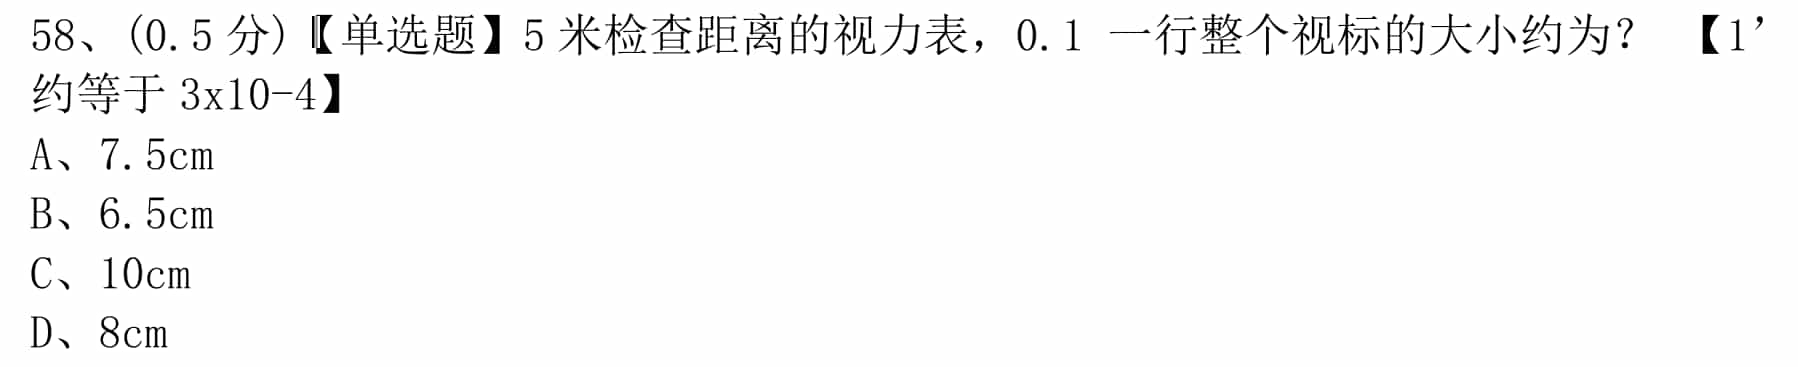 58、(0.5 分)【单选题】5 米检查距离的视力表，0.1 一行整个视标的大小约为？ 【1’
约等于 3x10-4】
A、7.5cm
B、6.5cm
C、10cm
D、8cm